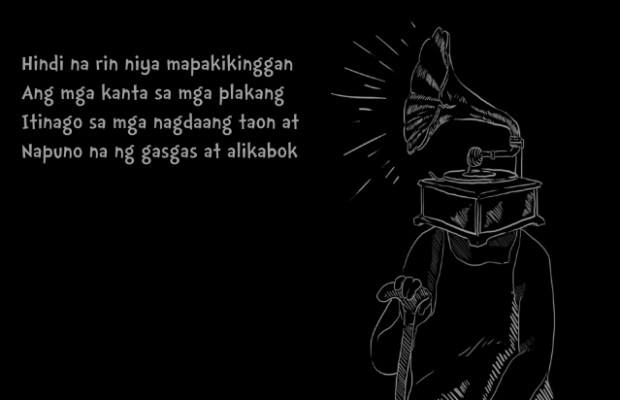 Hindi na rin niya mapakikinggan
Ang mga kanta sa mga plakang
Itinago sa mga nagdaang taon at
Napuno na ng gasgas at alikabok